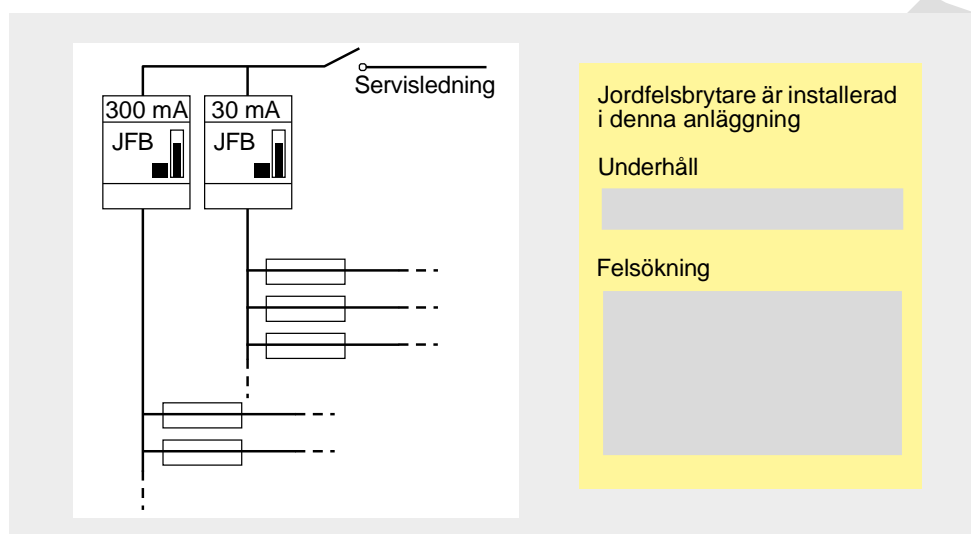 Servisledning
300 mA
JFB
30 mA
JFB
Jordfelsbrytare är installerad
i denna anläggning
Underhåll
Felsökning